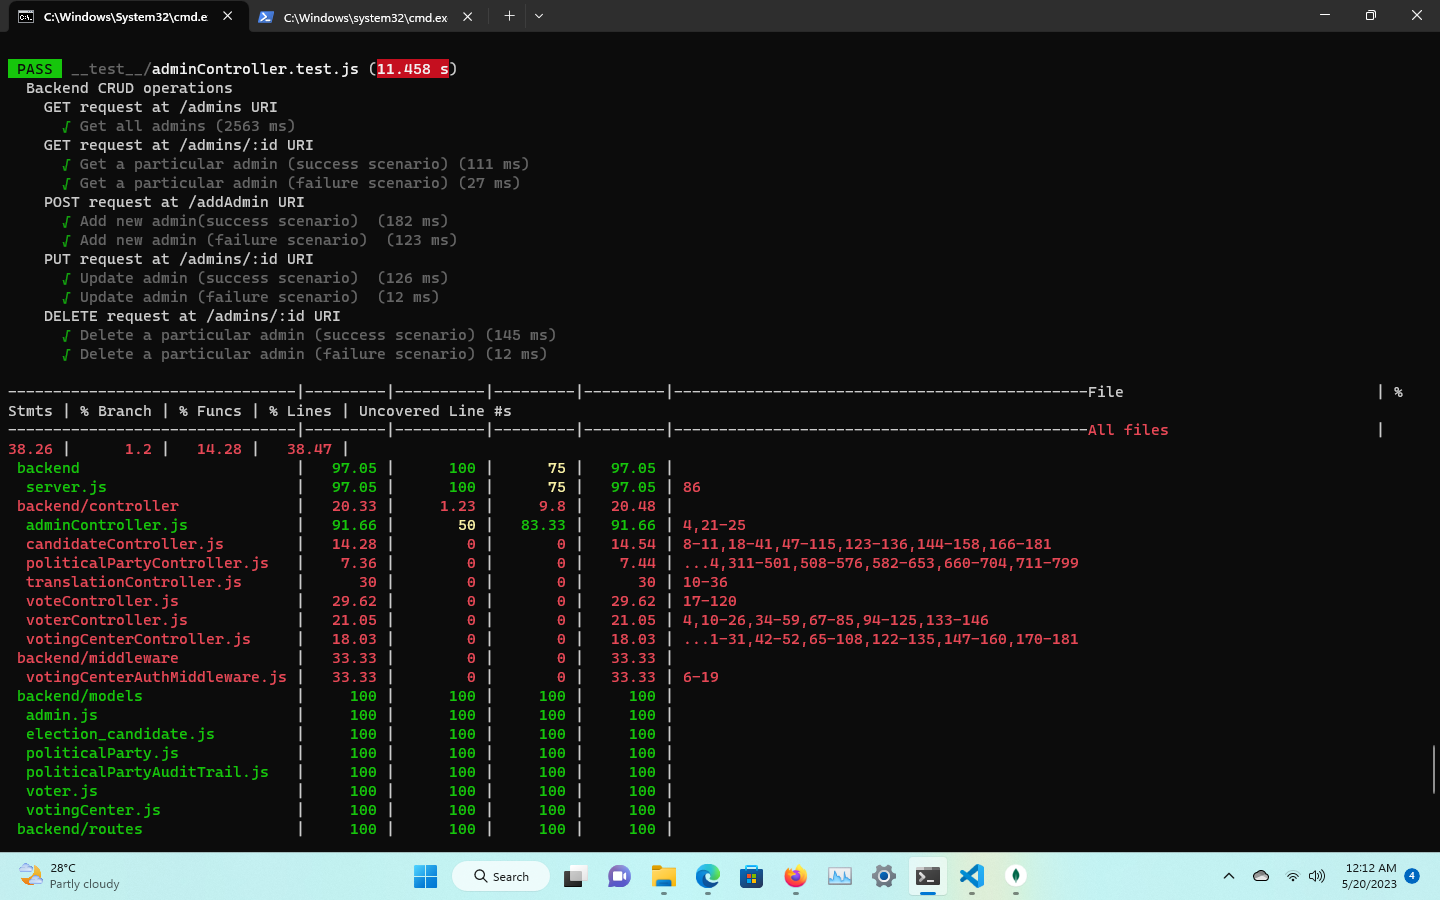 C:\Windows\System32\cmd.e
C:\Windows\system32\cmd.ex
PASS __test__/adminController.test.js (11.458 s)
Backend CRUD operations
GET request at /admins URI
√ Get all admins (2563 ms)
GET request at /admins/:id URI
√ Get a particular admin (success scenario) (111 ms)
√ Get a particular admin (failure scenario) (27 ms)
POST request at /addAdmin URI
√ Add new admin(success scenario)  (182 ms)
√ Add new admin (failure scenario)  (123 ms)
PUT request at /admins/:id URI
√ Update admin (success scenario)  (126 ms)
√ Update admin (failure scenario)  (12 ms)
DELETE request at /admins/:id URI
√ Delete a particular admin (success scenario) (145 ms)
√ Delete a particular admin (failure scenario) (12 ms)
--------------------------------|---------|----------|---------|---------|----------------------------------------------File | %
Stmts | % Branch | % Funcs | % Lines | Uncovered Line #s
--------------------------------|---------|----------|---------|---------|----------------------------------------------All files |
38.26 | 1.2 | 14.28 | 38.47 |
backend | 97.05 | 100 | 75 | 97.05 |
server.js | 97.05 | 100 | 75 | 97.05 | 86
backend/controller | 20.33 | 1.23 | 9.8 | 20.48 |
adminController.js | 91.66 | 50 | 83.33 | 91.66 | 4,21-25
candidateController.js | 14.28 | 0 | 0 | 14.54 | 8-11,18-41,47-115,123-136,144-158,166-181
politicalPartyController.js | 7.36 | 0 | 0 | 7.44 | ...4,311-501,508-576,582-653,660-704,711-799
translationController.js | 30 | 0 | 0 | 30 | 10-36
voteController.js | 29.62 | 0 | 0 | 29.62 | 17-120
voterController.js | 21.05 | 0 | 0 | 21.05 | 4,10-26,34-59,67-85,94-125,133-146
votingCenterController.js | 18.03 | 0 | 0 | 18.03 | ...1-31,42-52,65-108,122-135,147-160,170-181
backend/middleware | 33.33 | 0 | 0 | 33.33 |
votingCenterAuthMiddleware.js | 33.33 | 0 | 0 | 33.33 | 6-19
backend/models | 100 | 100 | 100 | 100 |
admin.js | 100 | 100 | 100 | 100 |
election_candidate.js | 100 | 100 | 100 | 100 |
politicalParty.js | 100 | 100 | 100 | 100 |
politicalPartyAuditTrail.js | 100 | 100 | 100 | 100 |
voter.js | 100 | 100 | 100 | 100 |
votingCenter.js | 100 | 100 | 100 | 100 |
backend/routes | 100 | 100 | 100 | 100 |
28°C
Partly cloudy
Search
12:12 AM
5/20/2023
4